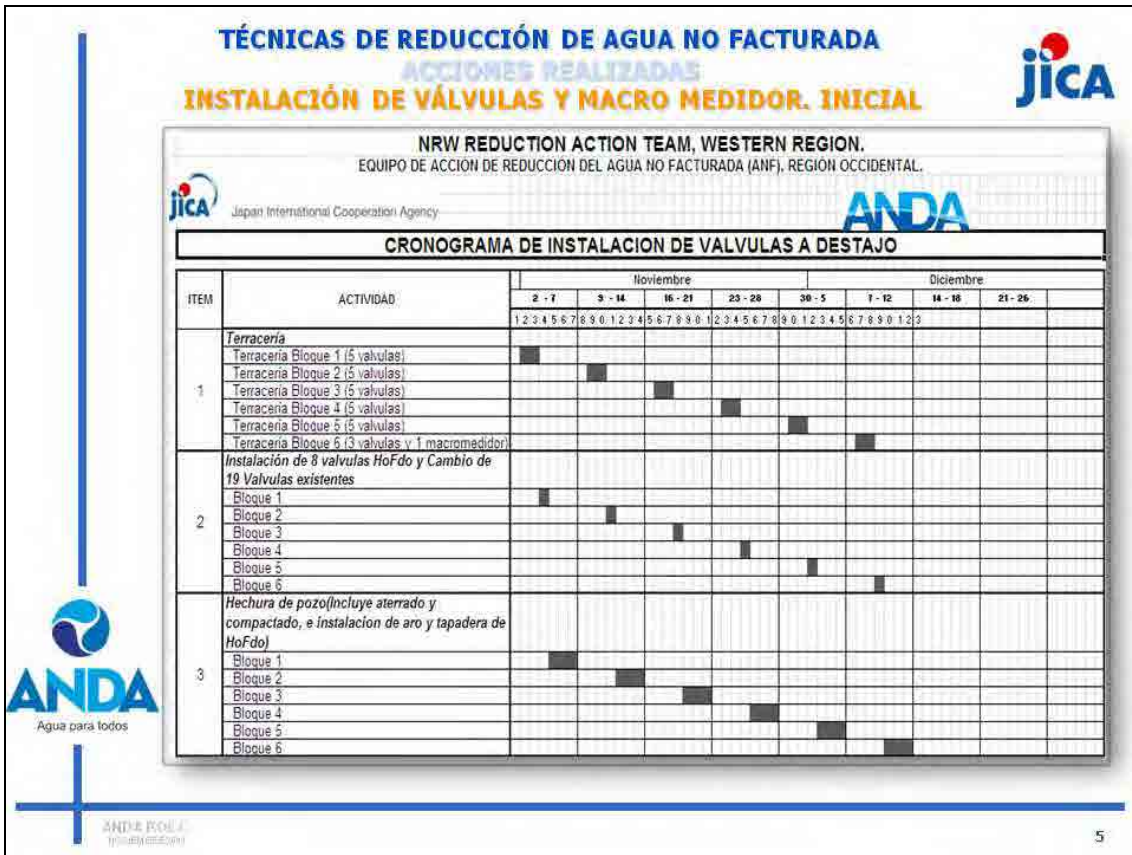 TÉCNICAS DE REDUCCIÓN DE AGUA NO FACTURADA
ACCIONES REALIZADAS
INSTALACIÓN DE VÁLVULAS Y MACRO MEDIDOR. INICIAL
jICA
NRW REDUCTION ACTION TEAM, WESTERN REGION.
EQUIPO DE ACCIÓN DE REDUCCIÓN DEL AGUA NO FACTURADA (ANF), REGIÓN OCCIDENTAL.
jICA Japan International Cooperation Agency
ANDA
CRONOGRAMA DE INSTALACION DE VALVULAS A DESTAJO
ITEM ACTIVIDAD Noviembre Diciembre
2 - 7 9 - 14 16 - 21 23 - 28 30 - 5 7 - 12 14 - 18 21 - 26
1 2 3 4 5 6 7 8 9 0 1 2 3 4 5 6 7 8 9 0 1 2 3 4 5 6 7 8 9 0 1 2 3 4 5 6 7 8 9 0 1 2 3
Terracería
Terracería Bloque 1 (5 valvulas)
Terracería Bloque 2 (5 valvulas)
1 Terracería Bloque 3 (5 valvulas)
Terracería Bloque 4 (5 valvulas)
Terracería Bloque 5 (5 valvulas)
Terracería Bloque 6 (3 valvulas y 1 macromedidor)
Instalación de 8 valvulas HoFdo y Cambio de
19 Valvulas existentes
Bloque 1
2 Bloque 2
Bloque 3
Bloque 4
Bloque 5
Bloque 6
Hechura de pozo(Incluye aterrado y
compactado, e instalacion de aro y tapadera de
HoFdo)
Bloque 1
3 Bloque 2
Bloque 3
Bloque 4
Bloque 5
Bloque 6
ANDA
Agua para todos
ANDA
5